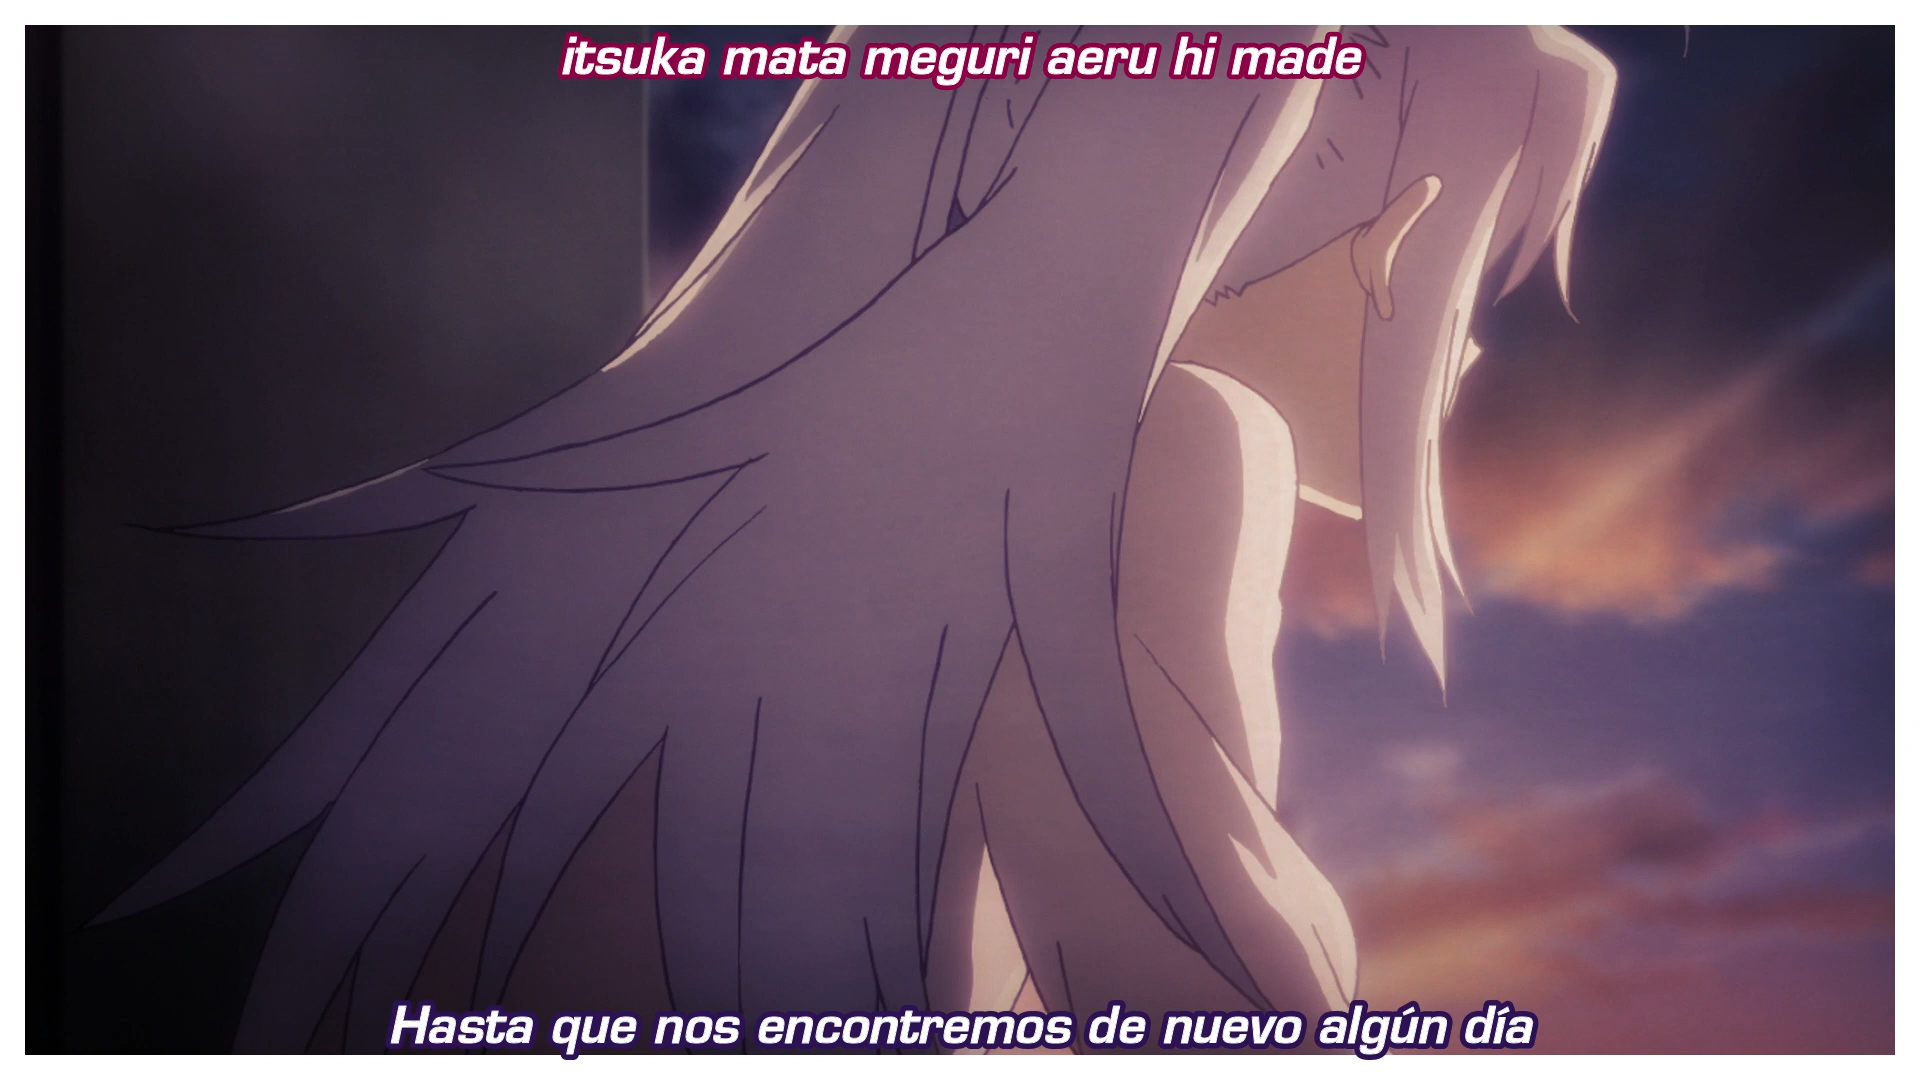 itsuka mata meguri aeru hi made
Hasta que nos encontremos de nuevo algún día